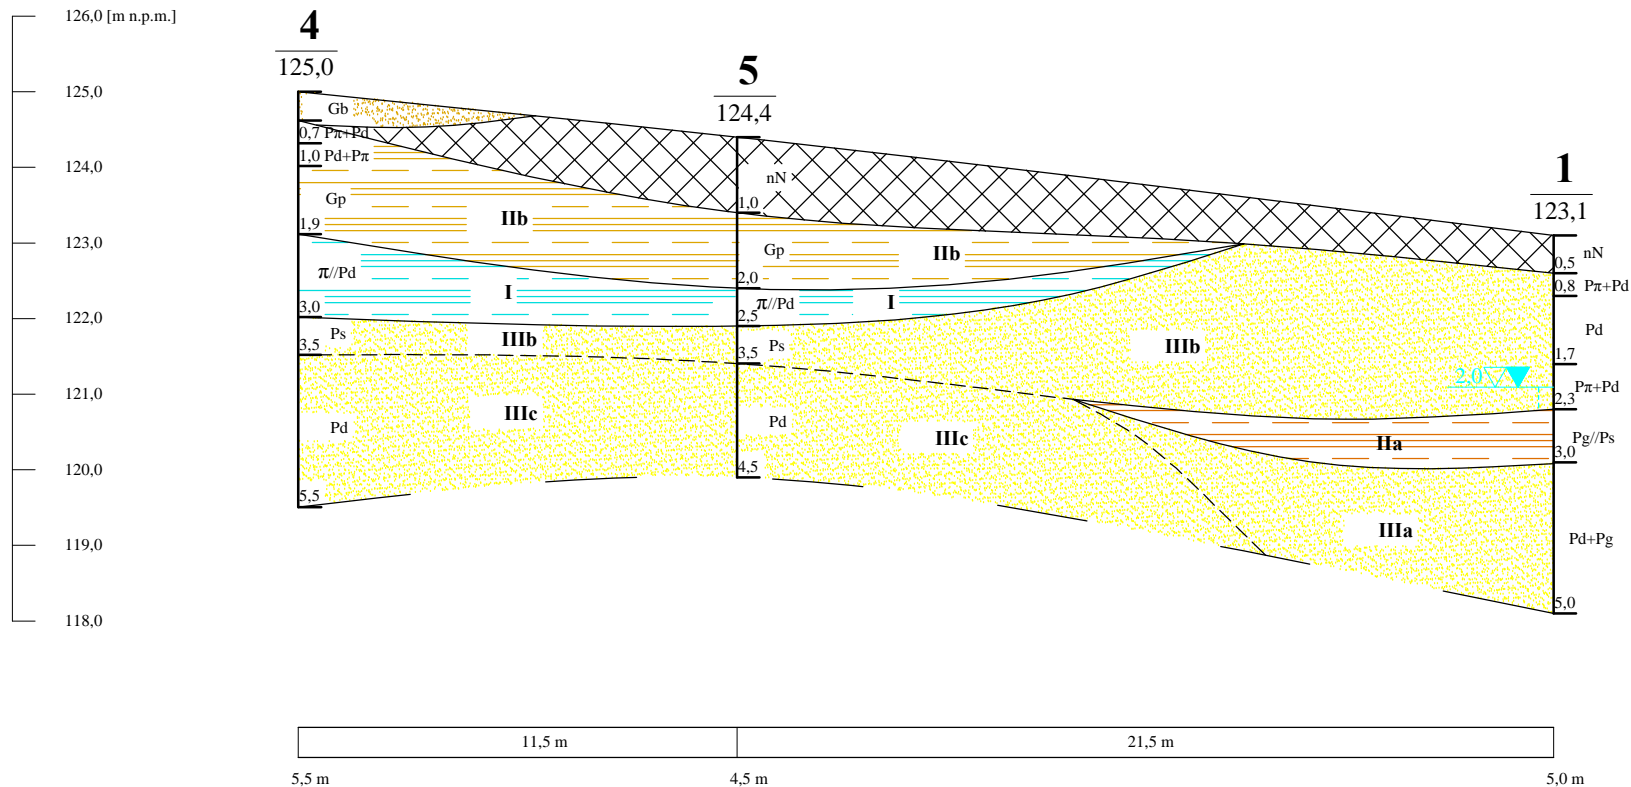 126,0 [m n.p.m.]
125,0
124,0
123,0
122,0
121,0
120,0
119,0
118,0
4
125,0
Gb
0,7 Pπ+Pd
1,0 Pd+Pπ
Gp
1,9
π//Pd
3,0
Ps
3,5
Pd
5,5
IIb
I
IIIb
IIIc
5
124,4
nN
1,0
Gp
2,0
π//Pd
2,5
Ps
3,5
Pd
4,5
IIb
I
IIIb
IIIc
2,0
IIa
IIIa
1
123,1
nN
0,5
0,8 Pπ+Pd
Pd
1,7
Pπ+Pd
2,3
Pg//Ps
3,0
Pd+Pg
5,0
11,5 m
21,5 m
5,5 m
4,5 m
5,0 m